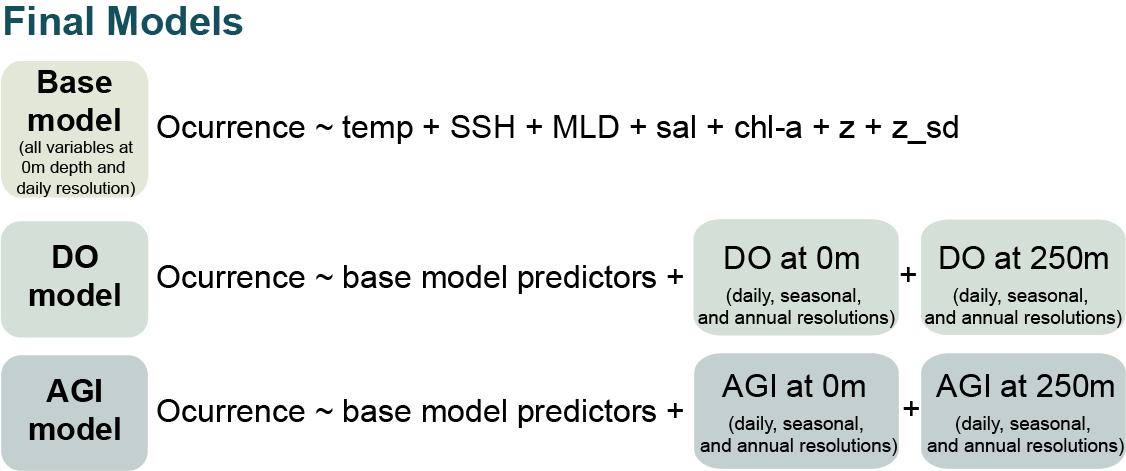 Final Models
Base
model
(all variables at
0m depth and
daily resolution)
Ocurrence ~ temp + SSH + MLD + sal + chl-a + z + z_sd
DO
model
Ocurrence ~ base model predictors +
DO at 0m
(daily, seasonal,
and annual resolutions)
+
DO at 250m
(daily, seasonal,
and annual resolutions)
AGI
model
Ocurrence ~ base model predictors +
AGI at 0m
(daily, seasonal,
and annual resolutions)
+
AGI at 250m
(daily, seasonal,
and annual resolutions)